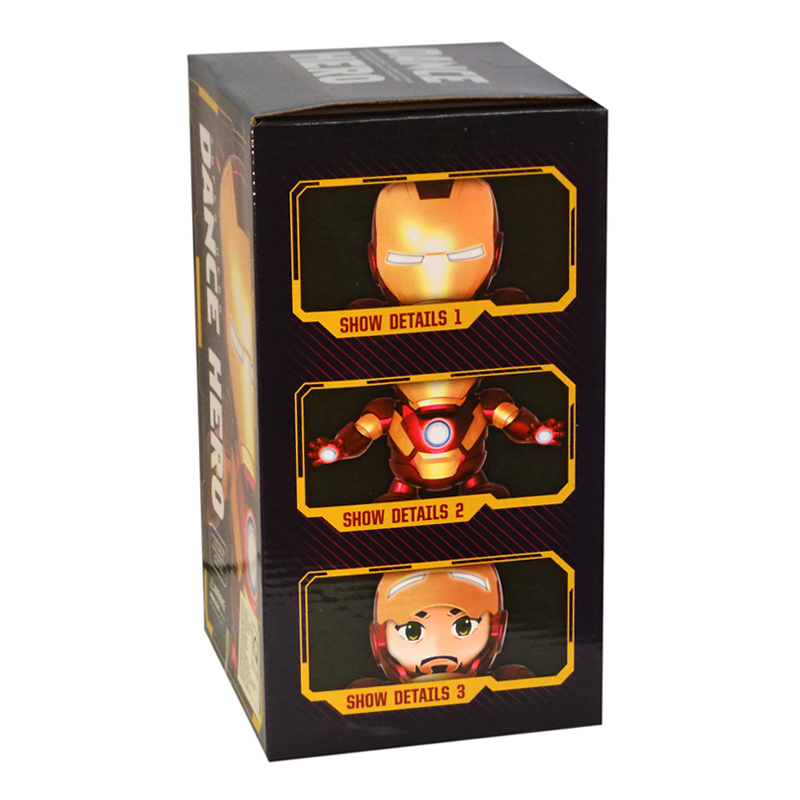 DANCE
HERO
DANCE HERO
SHOW DETAILS 1
SHOW DETAILS 2
SHOW DETAILS 3